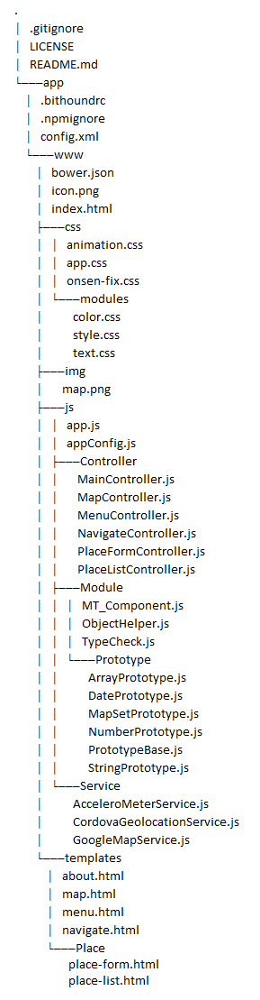 .
│ .gitignore
│ LICENSE
│ README.md
└───app
│ .bithoundrc
│ .npmignore
│ config.xml
└───www
│ bower.json
│ icon.png
│ index.html
├───css
│ │ animation.css
│ │ app.css
│ │ onsen-fix.css
│ └───modules
│ color.css
│ style.css
│ text.css
├───img
│ map.png
├───js
│ │ app.js
│ │ appConfig.js
│ ├───Controller
│ │ MainController.js
│ │ MapController.js
│ │ MenuController.js
│ │ NavigateController.js
│ │ PlaceFormController.js
│ │ PlaceListController.js
│ ├───Module
│ │ │ MT_Component.js
│ │ │ ObjectHelper.js
│ │ │ TypeCheck.js
│ │ └───Prototype
│ │ ArrayPrototype.js
│ │ DatePrototype.js
│ │ MapSetPrototype.js
│ │ NumberPrototype.js
│ │ PrototypeBase.js
│ │ StringPrototype.js
│ └───Service
│ AcceleroMeterService.js
│ CordovaGeolocationService.js
│ GoogleMapService.js
└───templates
│ about.html
│ map.html
│ menu.html
│ navigate.html
└───Place
place-form.html
place-list.html